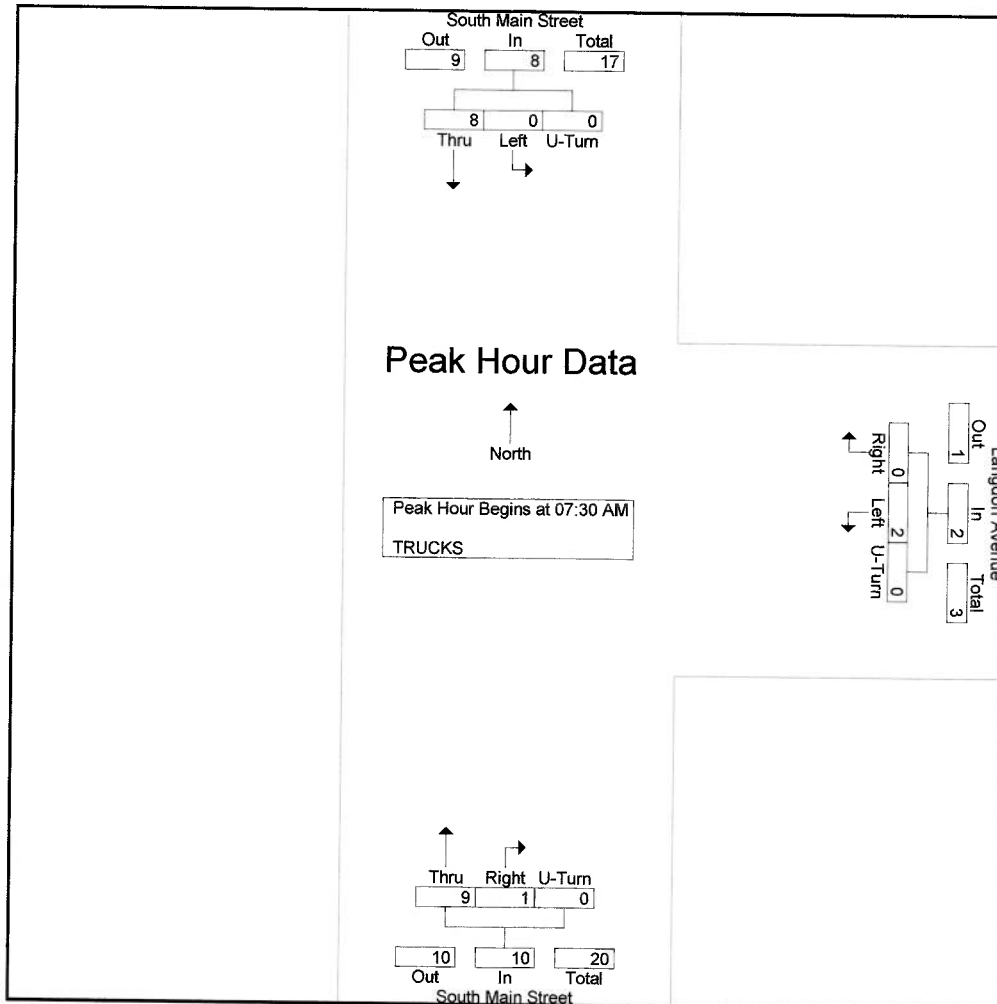 South Main Street
Out In Total
9 8 17
8 0 0
Thru Left U-Turn
Peak Hour Data
North
Peak Hour Begins at 07:30 AM
TRUCKS
Langdon Avenue
Out In Total
1 2 3
0 2 0
Right Left U-Turn
Thru Right U-Turn
9 1 0
10 10 20
Out In Total
South Main Street